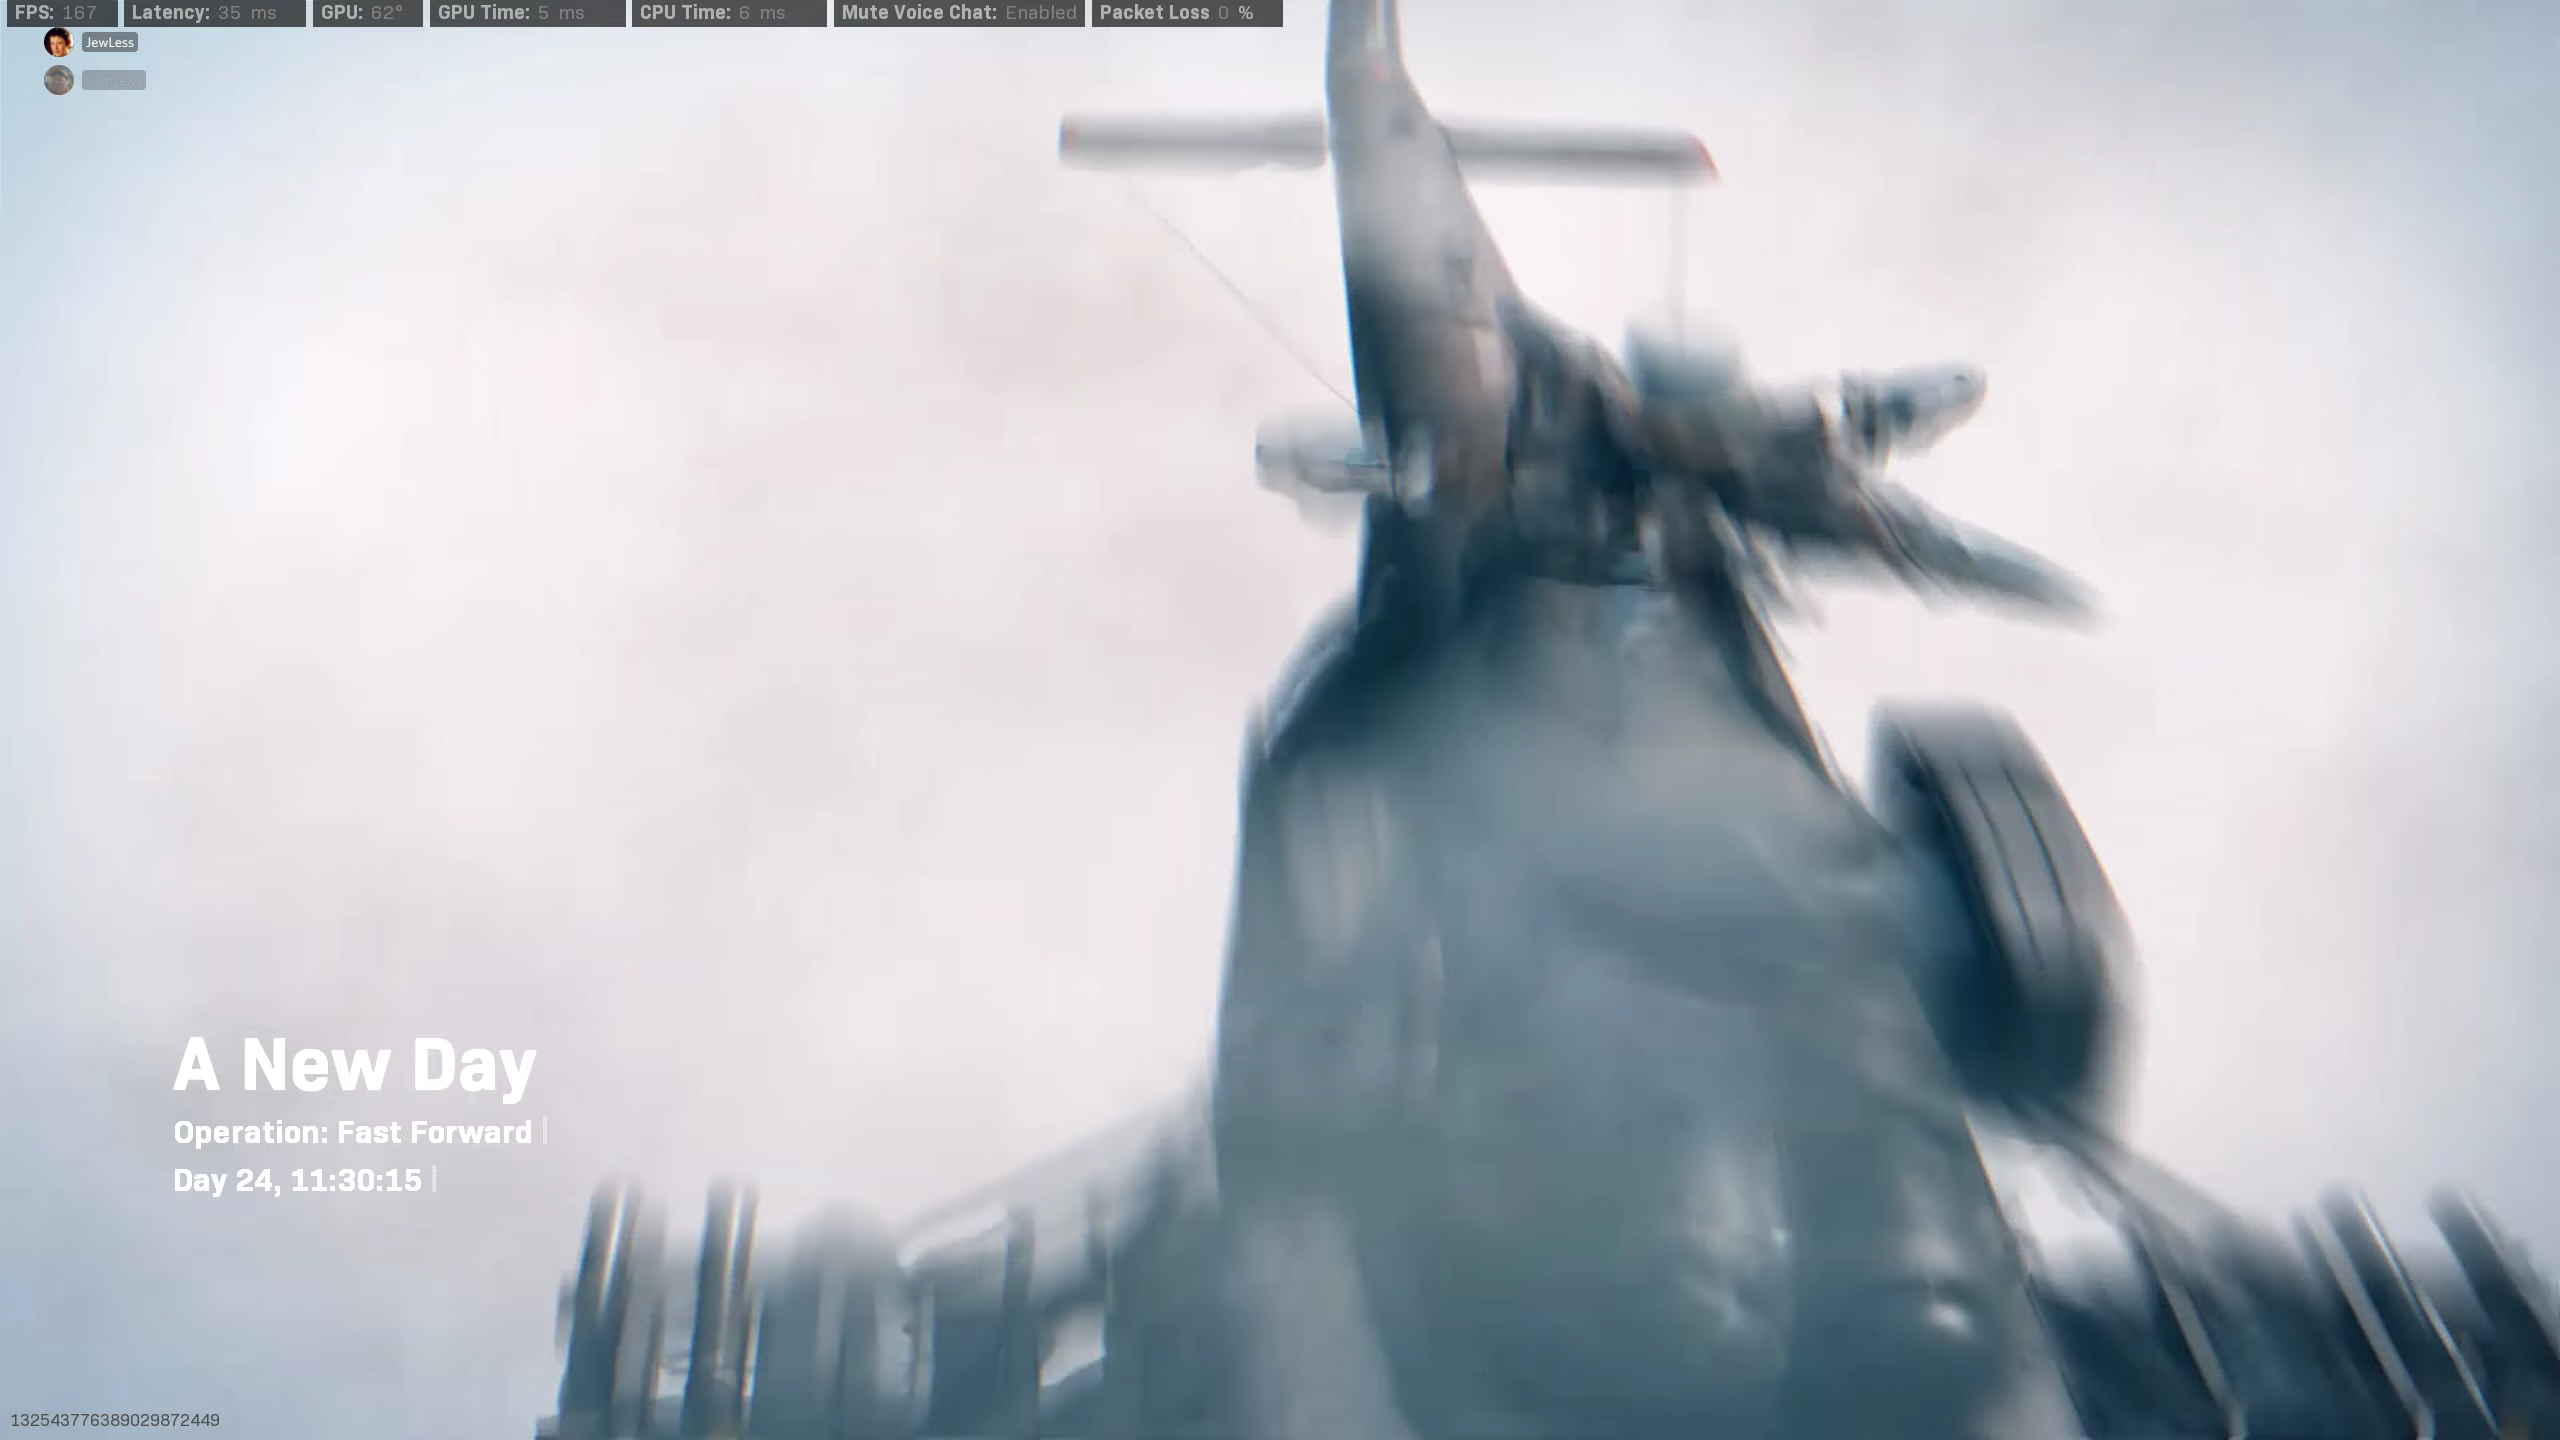 FPS: 167 Latency: 35 ms GPU: 62° GPU Time: 5 ms CPU Time: 6 ms Mute Voice Chat: Enabled Packet Loss 0 %
JewLess
A New Day
Operation: Fast Forward
Day 24, 11:30:15
132543776389029872449